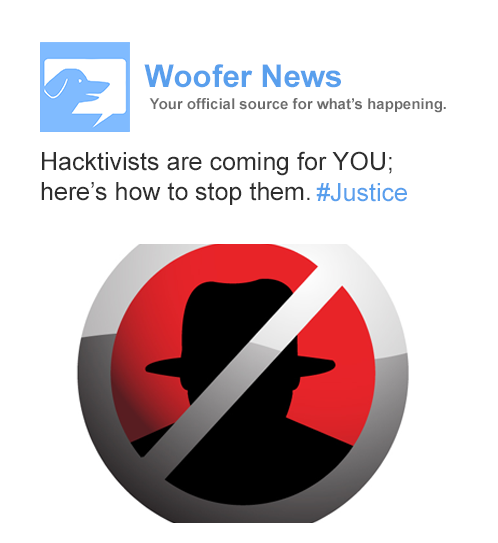 Woofer News
Your official source for what's happening.
Hacktivists are coming for YOU;
here's how to stop them. #Justice